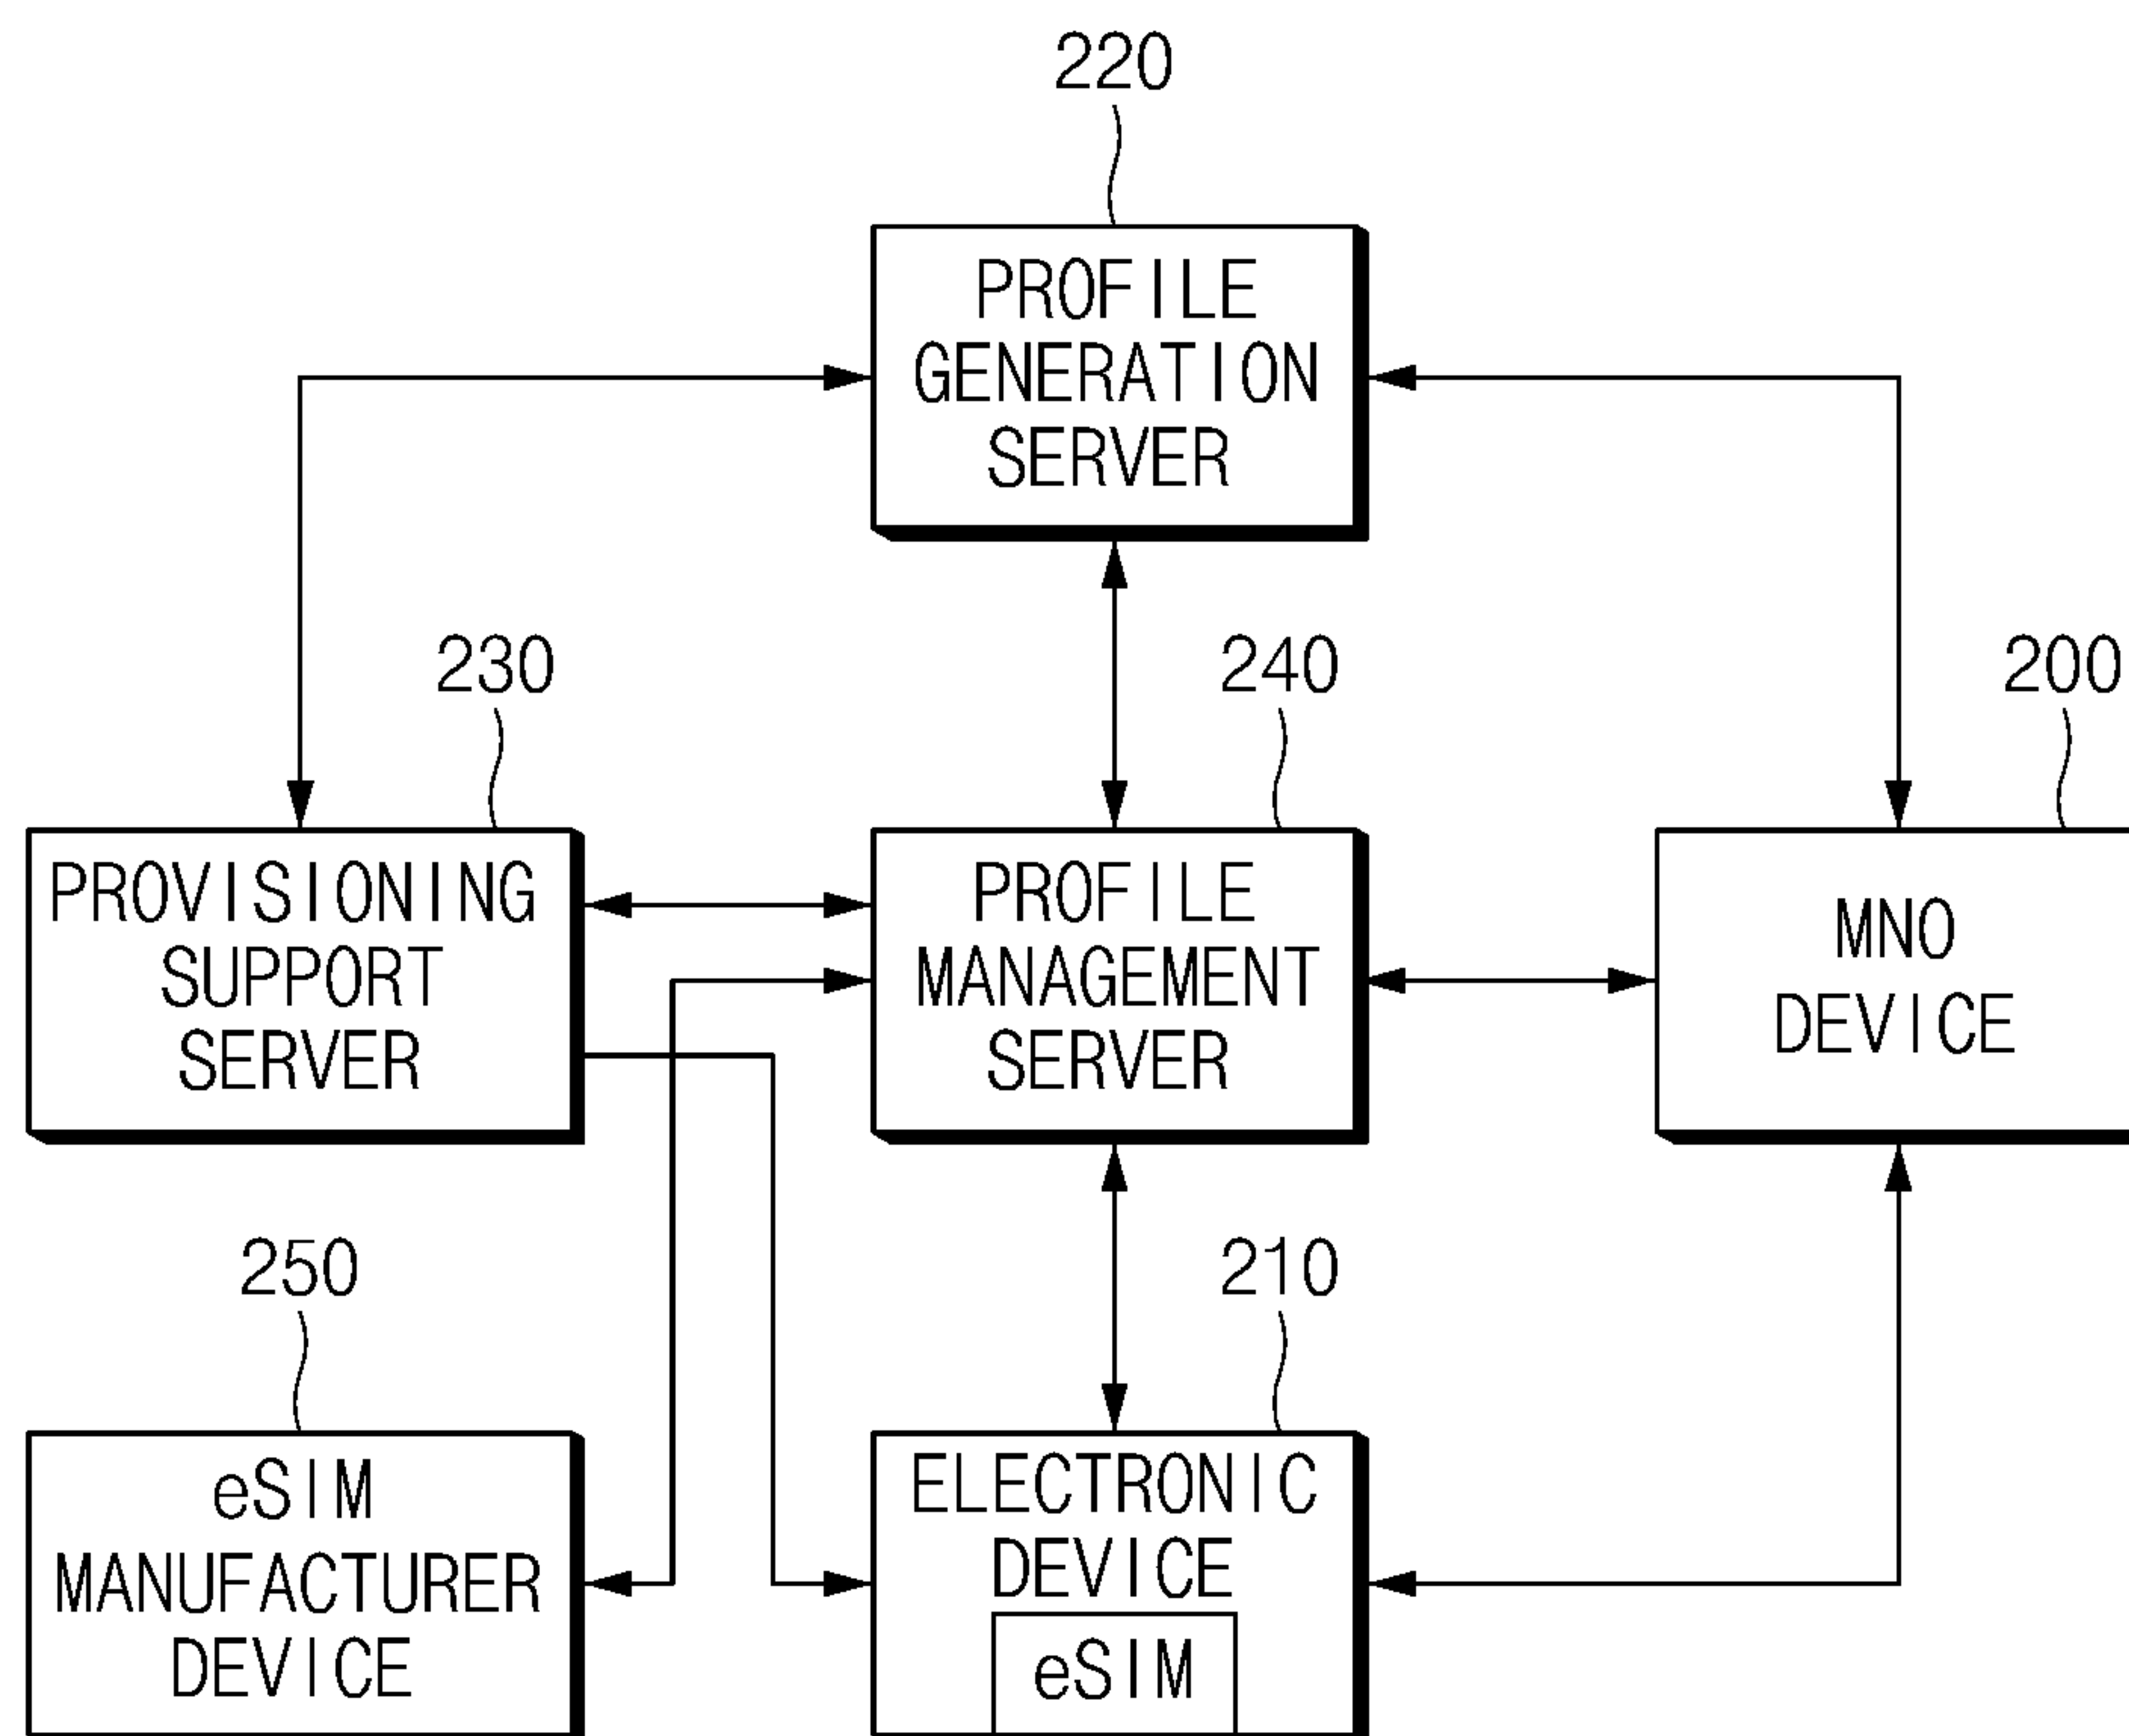 220
PROFILE
GENERATION
SERVER
230
240
200
PROVISIONING
SUPPORT
SERVER
PROFILE
MANAGEMENT
SERVER
MNO
DEVICE
250
210
eSIM
MANUFACTURER
DEVICE
ELECTRONIC
DEVICE
eSIM